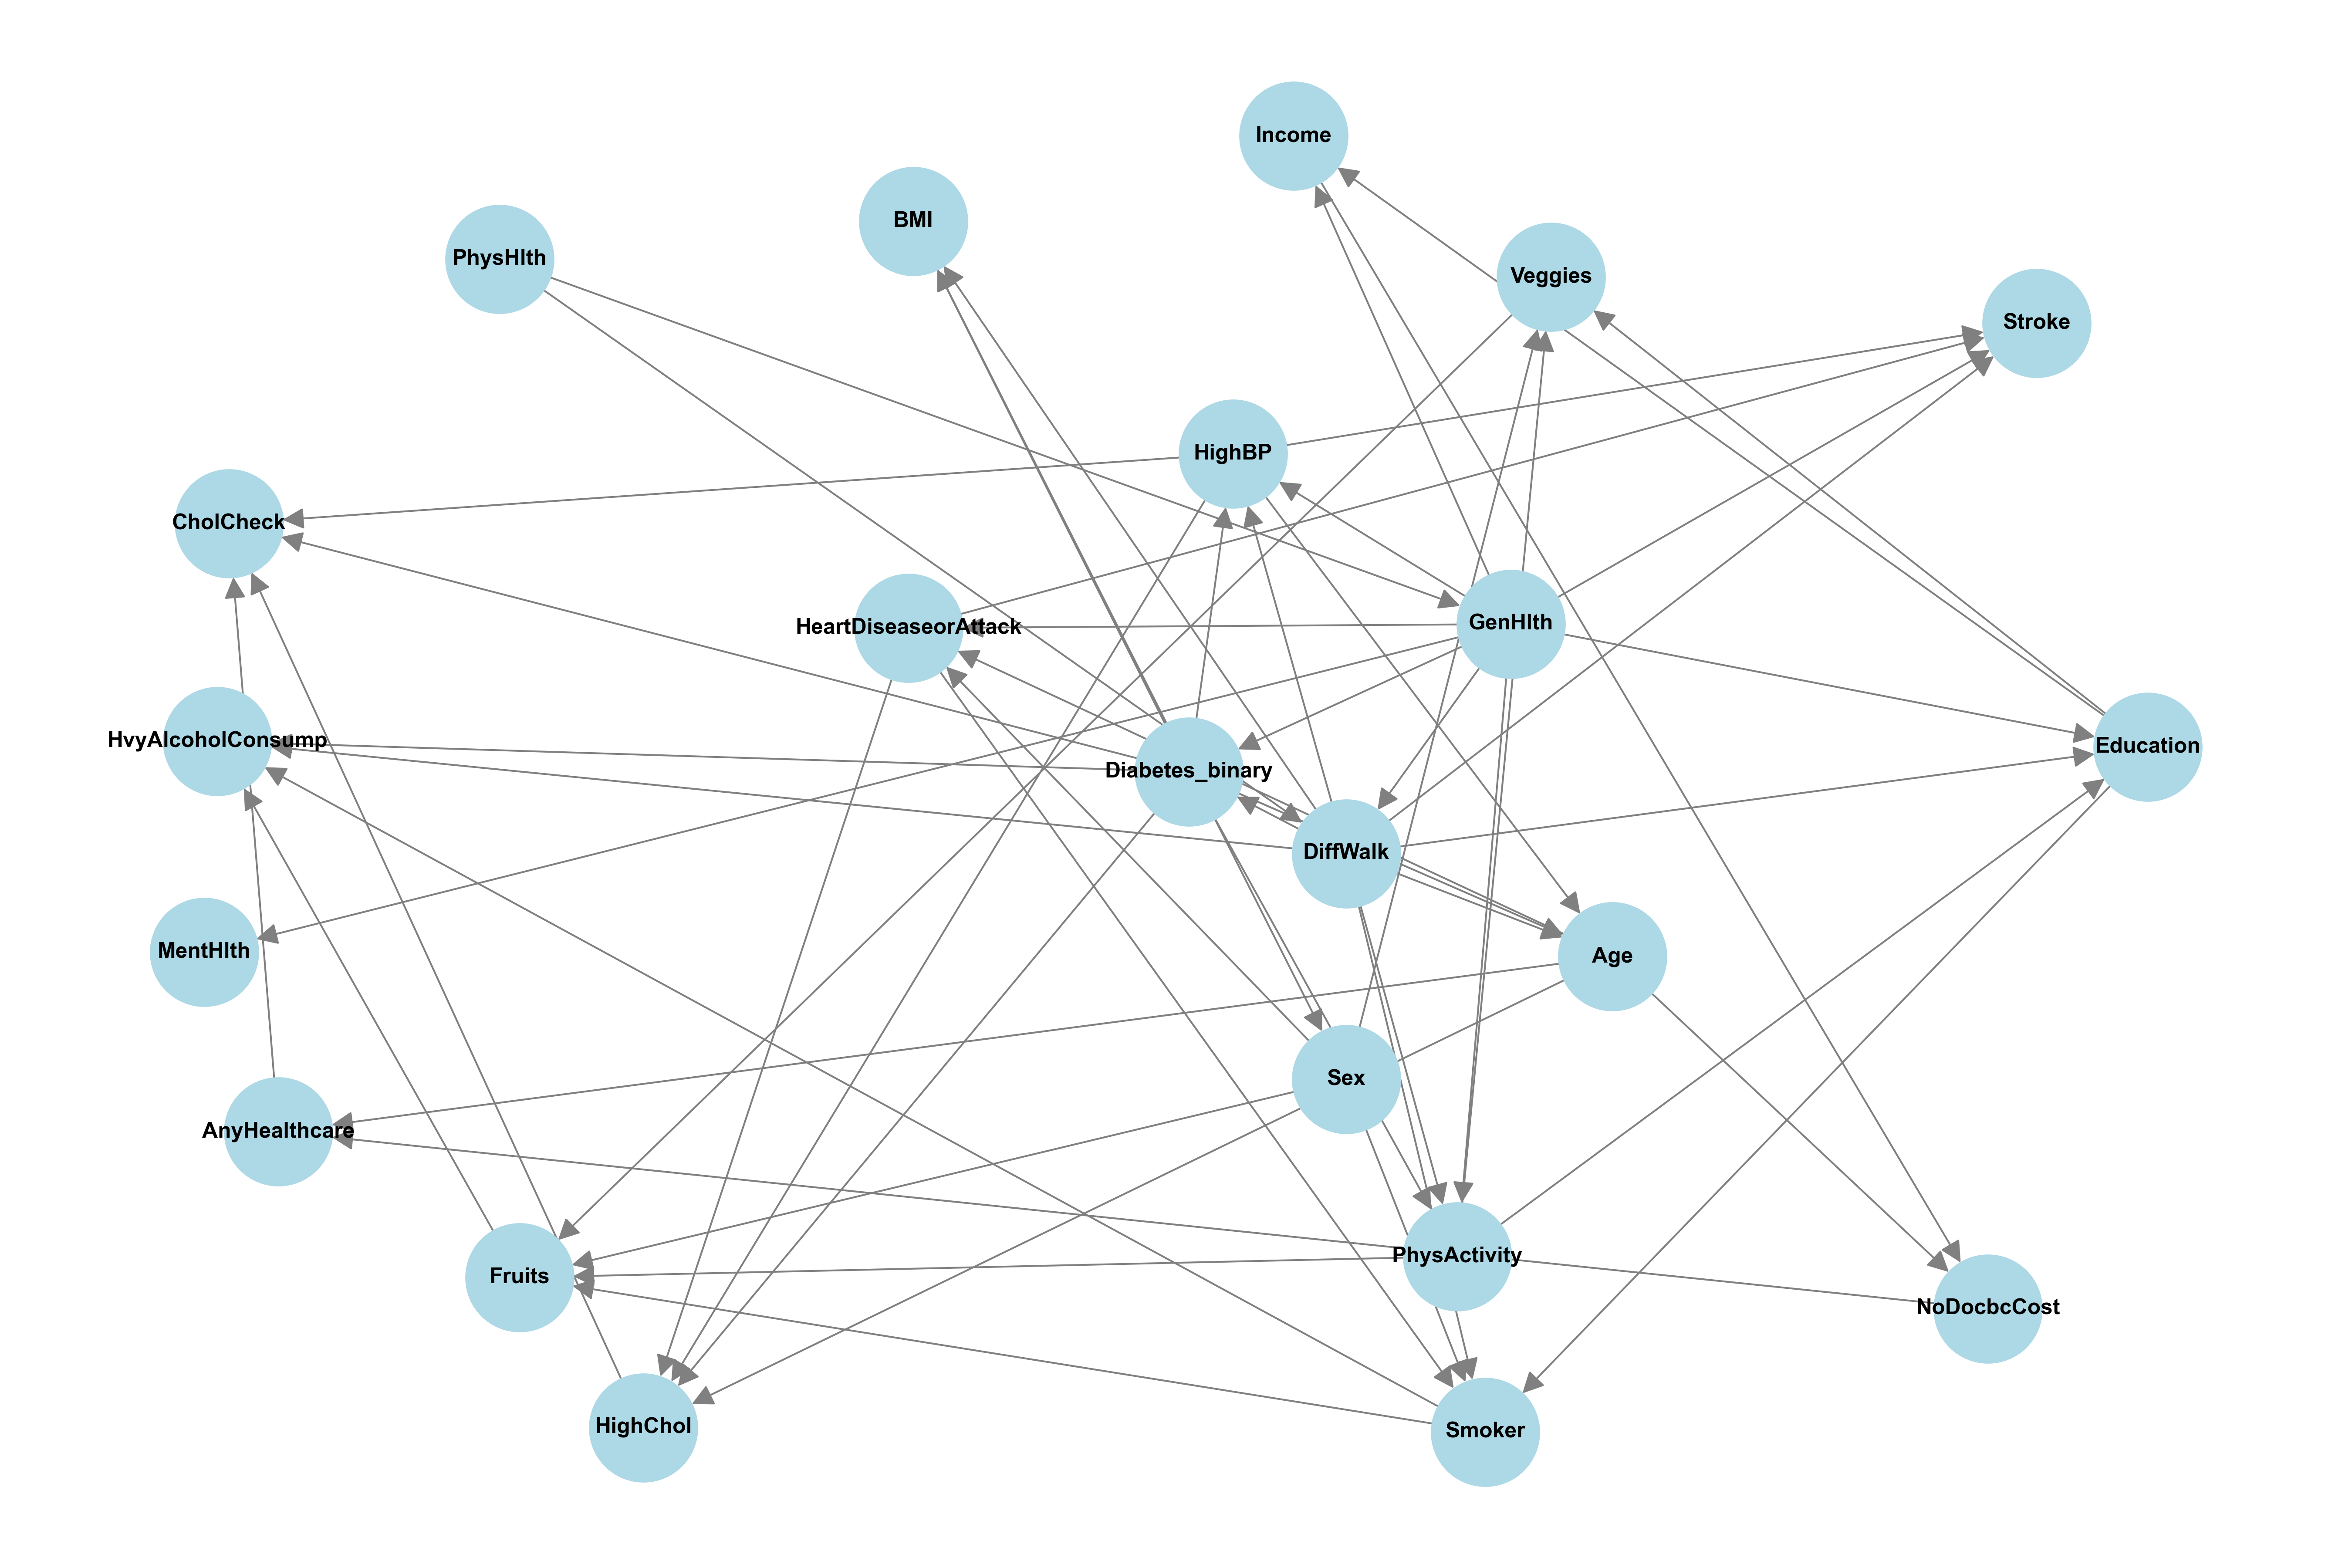 Income
BMI
PhysHlth
Veggies
Stroke
HighBP
CholCheck
HeartDiseaseorAttack
GenHlth
HvyAlcoholConsump
Diabetes_binary
Education
DiffWalk
MentHlth
Age
Sex
AnyHealthcare
PhysActivity
Fruits
NoDocbcCost
HighChol
Smoker